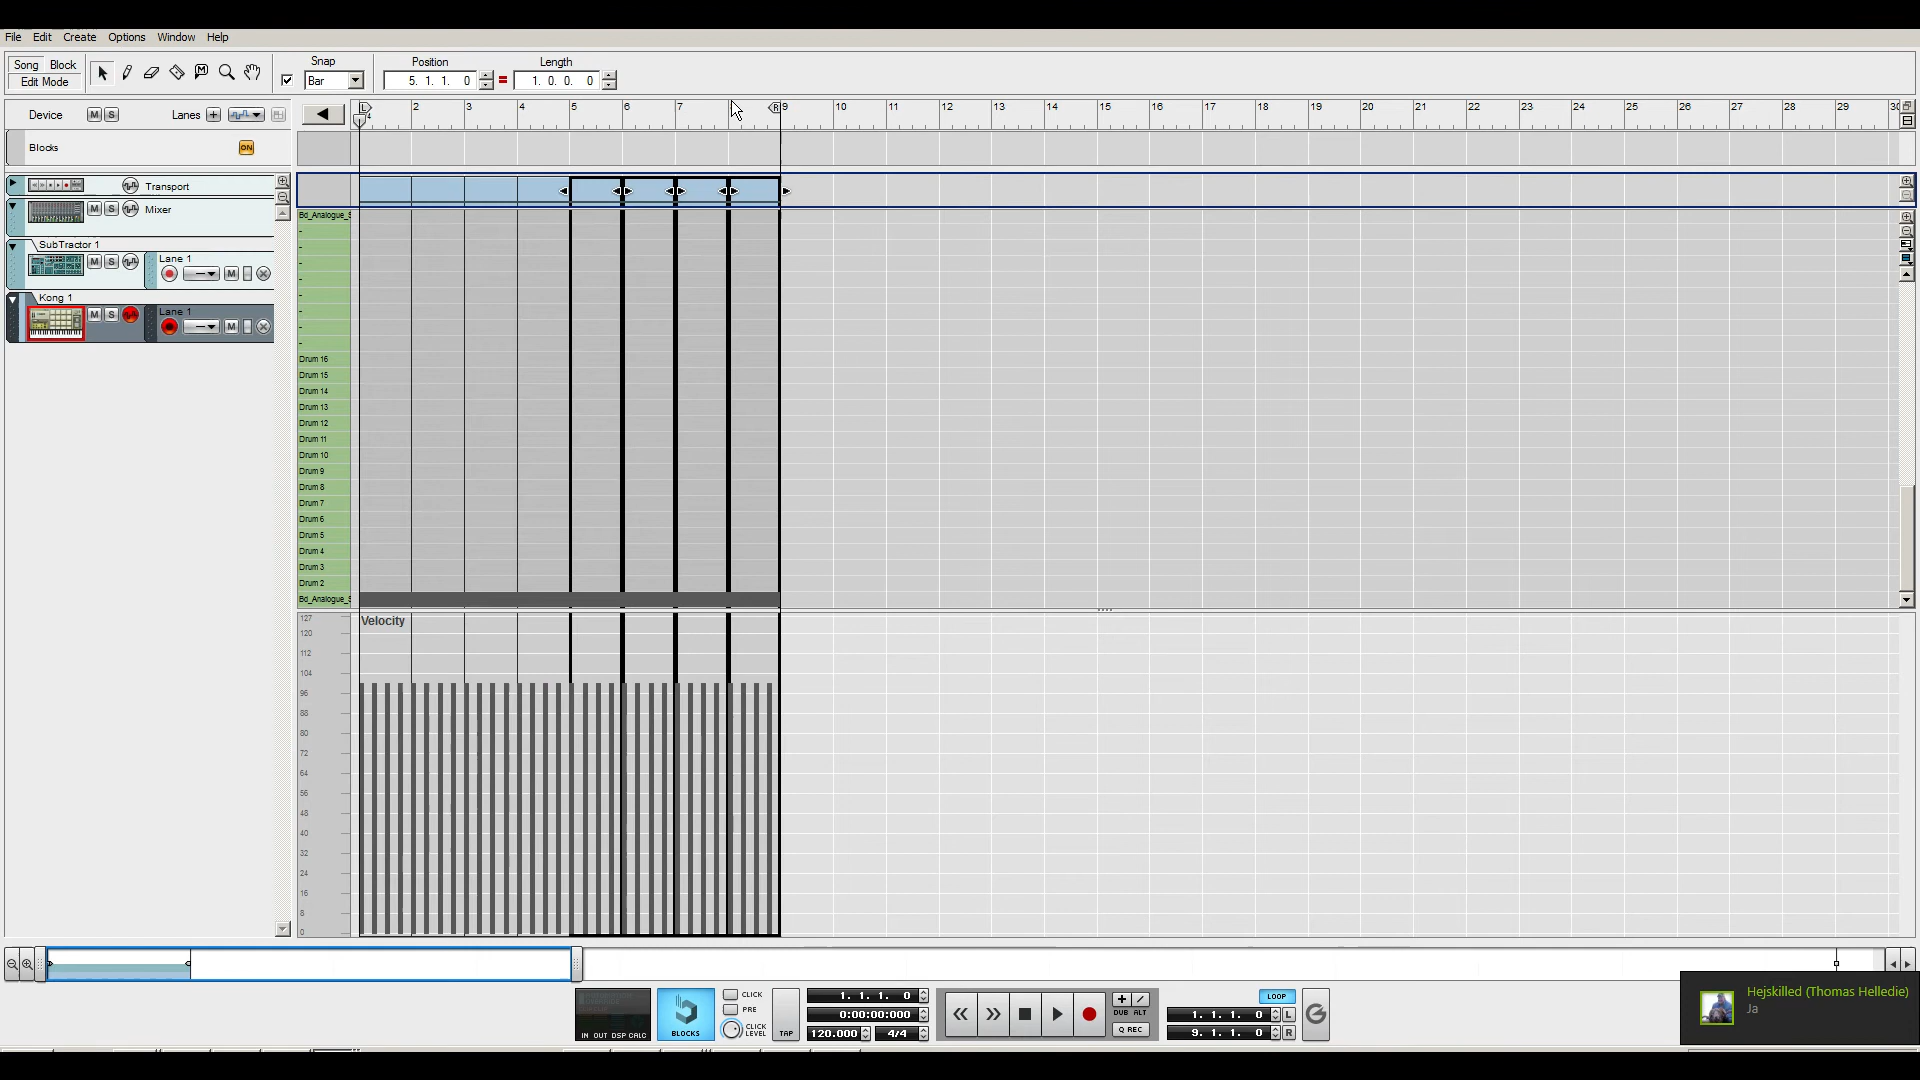 File Edit Create Options Window Help
Song Block
Edit Mode
Snap
Bar
Position
5. 1. 1. 0
Length
1. 0. 0. 0
Device M S Lanes
L 2 3 4 5 6 7 R 9 10 11 12 13 14 15 16 17 18 19 20 21 22 23 24 25 26 27 28 29 30
Blocks ON
Transport
M S Mixer
SubTractor 1
M S Lane 1
M
Kong 1
M S Lane 1
M
Bd_Analogue_S
Drum 16
Drum 15
Drum 14
Drum 13
Drum 12
Drum 11
Drum 10
Drum 9
Drum 8
Drum 7
Drum 6
Drum 5
Drum 4
Drum 3
Drum 2
Bd_Analogue_S
Velocity
127
120
112
104
96
88
80
72
64
56
48
40
32
24
16
8
0
IN OUT DSP CALC
BLOCKS
CLICK
PRE
CLICK
LEVEL
TAP
1. 1. 1. 0
0:00:00:000
120.000 4/4
DUB ALT
Q REC
LOOP
1. 1. 1. 0 L
9. 1. 1. 0 R
Hejskilled (Thomas Helledie)
Ja